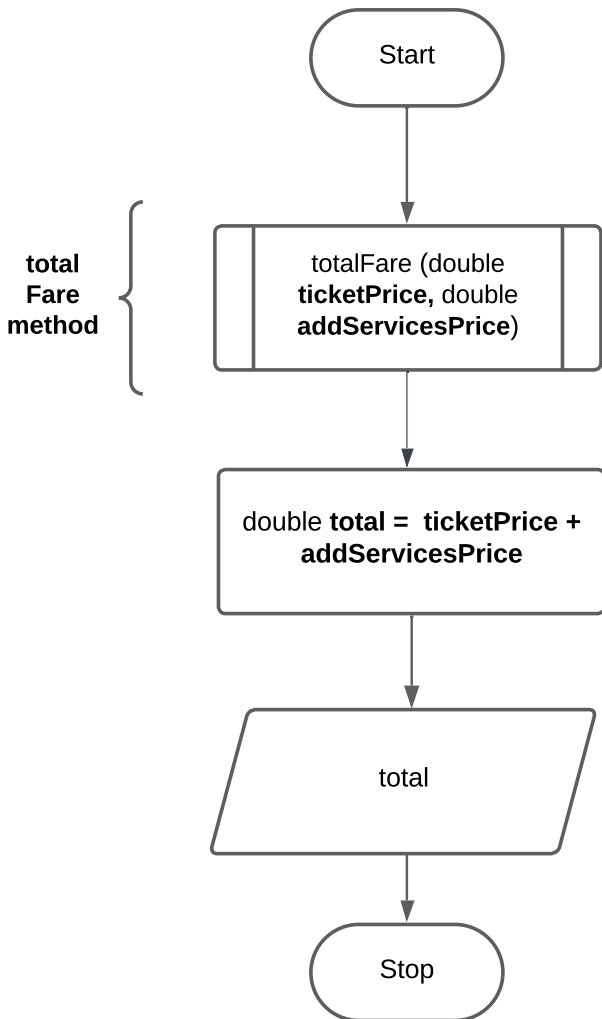 Start
total
Fare
method
totalFare (double
ticketPrice, double
addServicesPrice)
double total = ticketPrice +
addServicesPrice
total
Stop